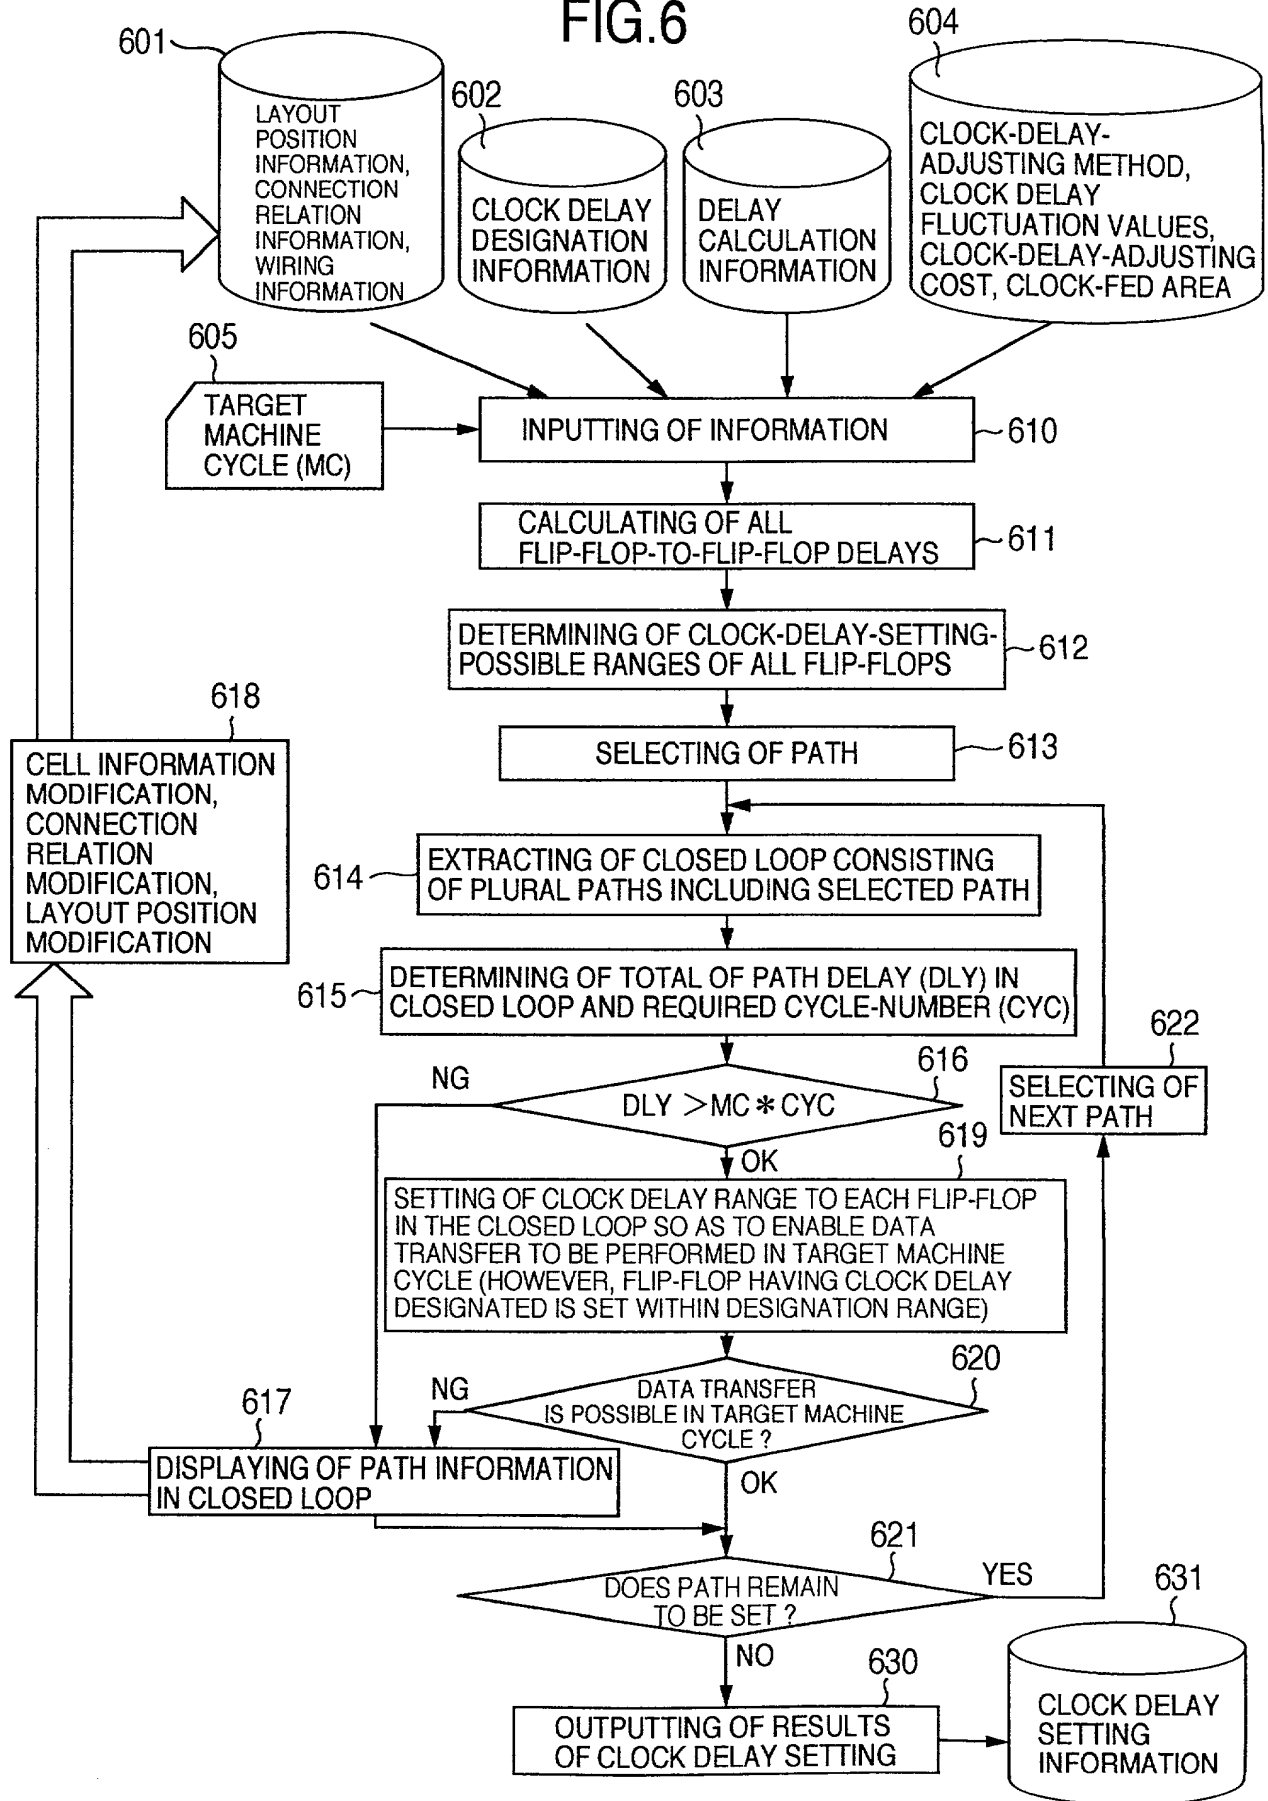 FIG.6
601
LAYOUT
POSITION
INFORMATION,
CONNECTION
RELATION
INFORMATION,
WIRING
INFORMATION
602
CLOCK DELAY
DESIGNATION
INFORMATION
603
DELAY
CALCULATION
INFORMATION
604
CLOCK-DELAY-
ADJUSTING METHOD,
CLOCK DELAY
FLUCTUATION VALUES,
CLOCK-DELAY-ADJUSTING
COST, CLOCK-FED AREA
605
TARGET
MACHINE
CYCLE (MC)
INPUTTING OF INFORMATION
610
CALCULATING OF ALL
FLIP-FLOP-TO-FLIP-FLOP DELAYS
611
DETERMINING OF CLOCK-DELAY-SETTING-
POSSIBLE RANGES OF ALL FLIP-FLOPS
612
SELECTING OF PATH
613
618
CELL INFORMATION
MODIFICATION,
CONNECTION
RELATION
MODIFICATION,
LAYOUT POSITION
MODIFICATION
614
EXTRACTING OF CLOSED LOOP CONSISTING
OF PLURAL PATHS INCLUDING SELECTED PATH
615
DETERMINING OF TOTAL OF PATH DELAY (DLY) IN
CLOSED LOOP AND REQUIRED CYCLE-NUMBER (CYC)
616
NG
DLY >MC * CYC
OK
622
SELECTING OF
NEXT PATH
619
SETTING OF CLOCK DELAY RANGE TO EACH FLIP-FLOP
IN THE CLOSED LOOP SO AS TO ENABLE DATA
TRANSFER TO BE PERFORMED IN TARGET MACHINE
CYCLE (HOWEVER, FLIP-FLOP HAVING CLOCK DELAY
DESIGNATED IS SET WITHIN DESIGNATION RANGE)
620
NG
DATA TRANSFER
IS POSSIBLE IN TARGET MACHINE
CYCLE ?
OK
617
DISPLAYING OF PATH INFORMATION
IN CLOSED LOOP
621
DOES PATH REMAIN
TO BE SET ?
YES
NO
630
OUTPUTTING OF RESULTS
OF CLOCK DELAY SETTING
631
CLOCK DELAY
SETTING
INFORMATION